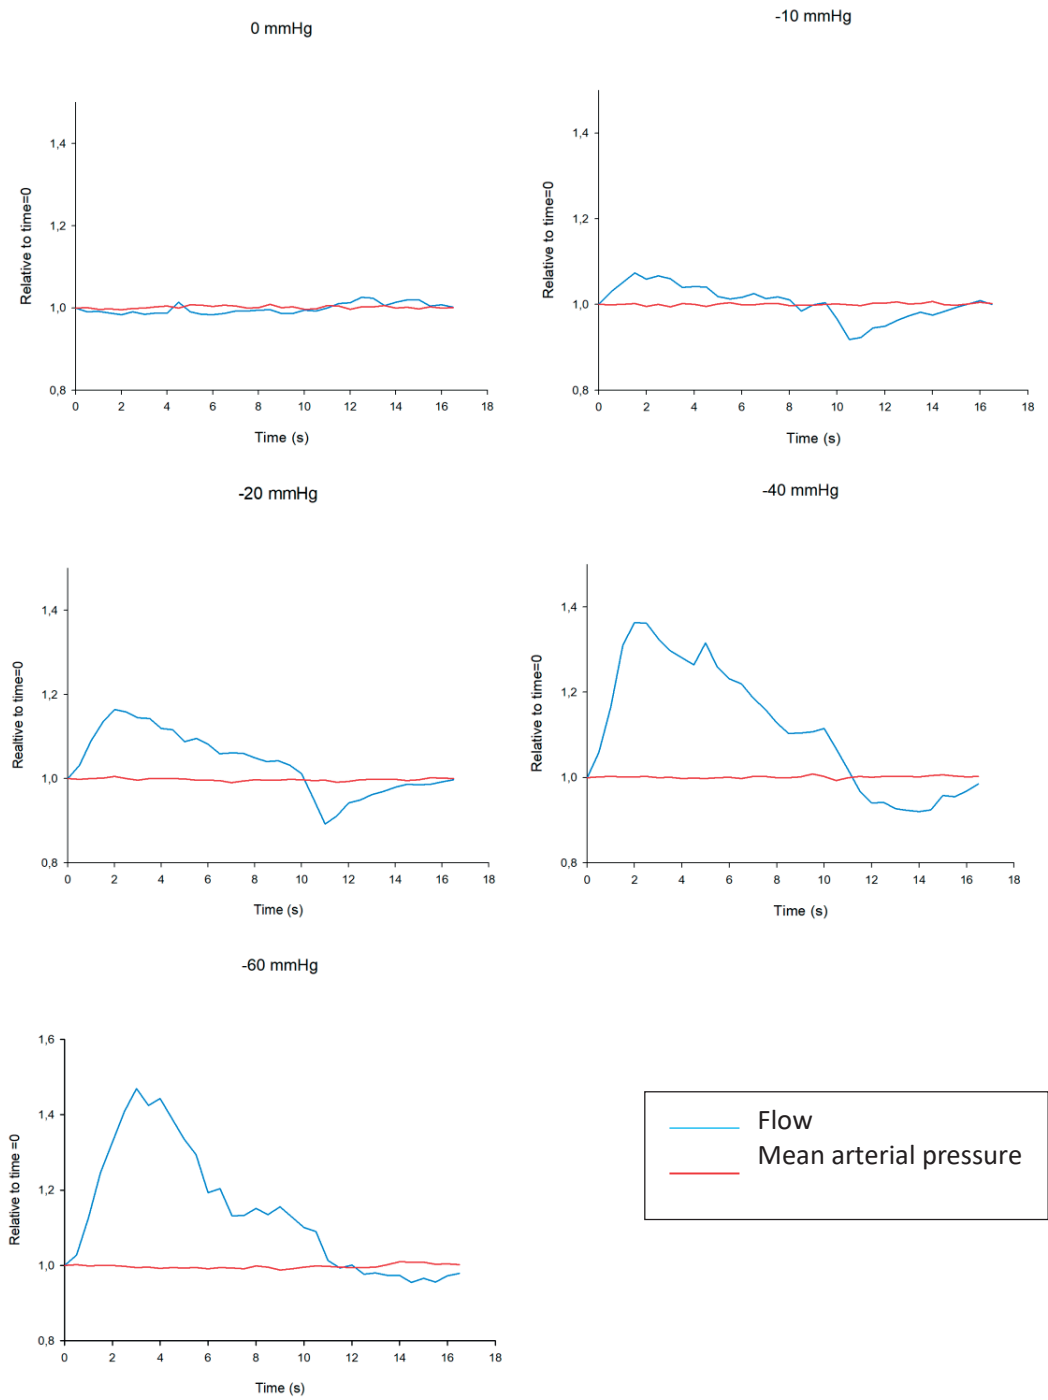 0 mmHg
Relative to time=0
1,4
1,2
1,0
0,8
0 2 4 6 8 10 12 14 16 18
Time (s)
-10 mmHg
Relative to time=0
1,4
1,2
1,0
0,8
0 2 4 6 8 10 12 14 16 18
Time (s)
-20 mmHg
Realtive to time=0
1,4
1,2
1,0
0,8
0 2 4 6 8 10 12 14 16 18
Time (s)
-40 mmHg
Relative to time=0
1,4
1,2
1,0
0,8
0 2 4 6 8 10 12 14 16 18
Time (s)
-60 mmHg
Relative to time =0
1,6
1,4
1,2
1,0
0,8
0 2 4 6 8 10 12 14 16 18
Time (s)
Flow
Mean arterial pressure